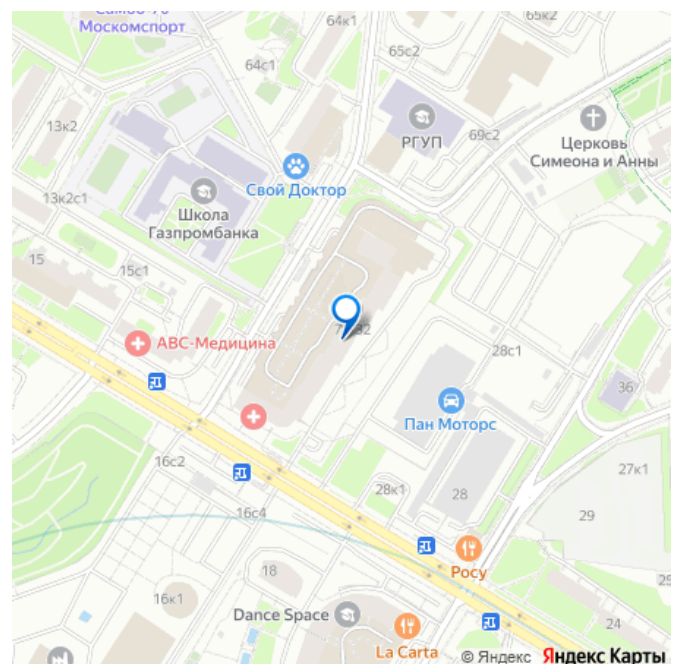 Москомспорт
64к1
65к2
65с2
64с1
13к2
РГУП
69с2
Церковь
Симеона и Анны
Свой Доктор
13к2с1
Школа
Газпромбанка
15
15с1
АВС-Медицина
28с1
36
Пан Моторс
16с2
28к1
28
27к1
16с4
29
Росу
18
16к1
Dance Space
24
La Carta
© Яндекс Яндекс Карты